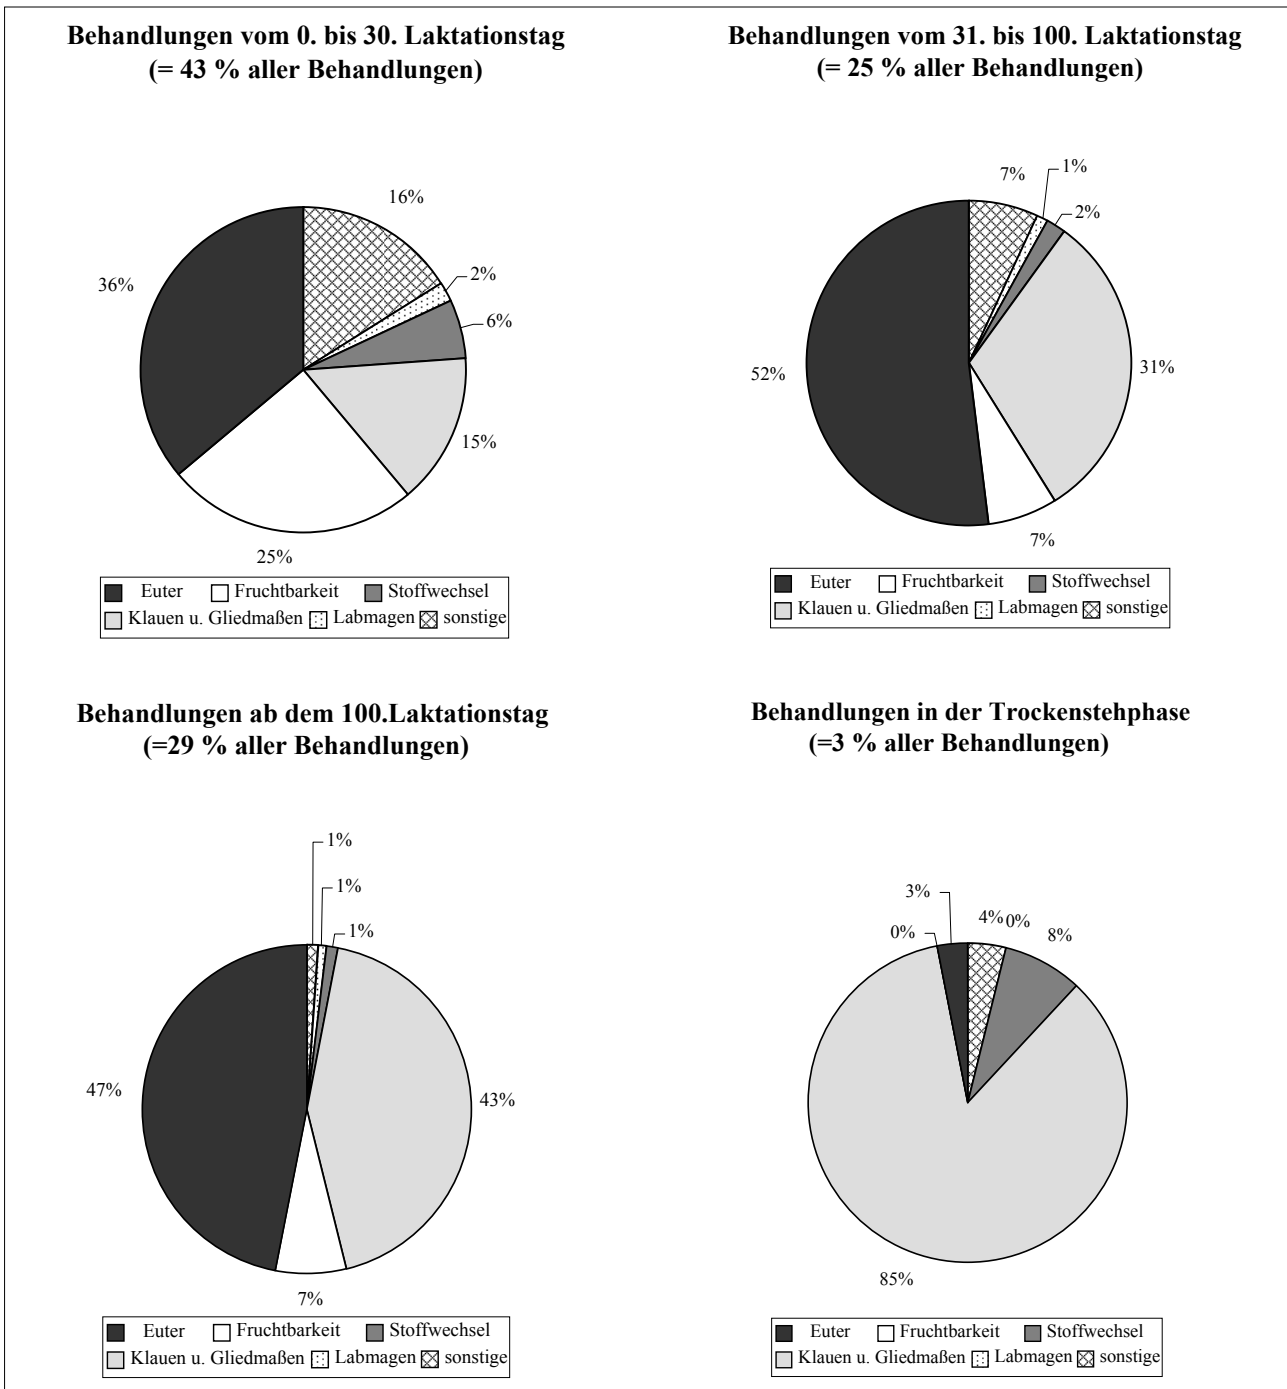 Behandlungen vom 0. bis 30. Laktationstag
(= 43 % aller Behandlungen)
16%
2%
6%
15%
25%
36%
Euter Fruchtbarkeit Stoffwechsel
Klauen u. Gliedmaßen Labmagen sonstige
Behandlungen vom 31. bis 100. Laktationstag
(= 25 % aller Behandlungen)
7%
1%
2%
31%
7%
52%
Euter Fruchtbarkeit Stoffwechsel
Klauen u. Gliedmaßen Labmagen sonstige
Behandlungen ab dem 100.Laktationstag
(=29 % aller Behandlungen)
1%
1%
1%
43%
7%
47%
Euter Fruchtbarkeit Stoffwechsel
Klauen u. Gliedmaßen Labmagen sonstige
Behandlungen in der Trockenstehphase
(=3 % aller Behandlungen)
3%
0%
4%
0%
8%
85%
Euter Fruchtbarkeit Stoffwechsel
Klauen u. Gliedmaßen Labmagen sonstige